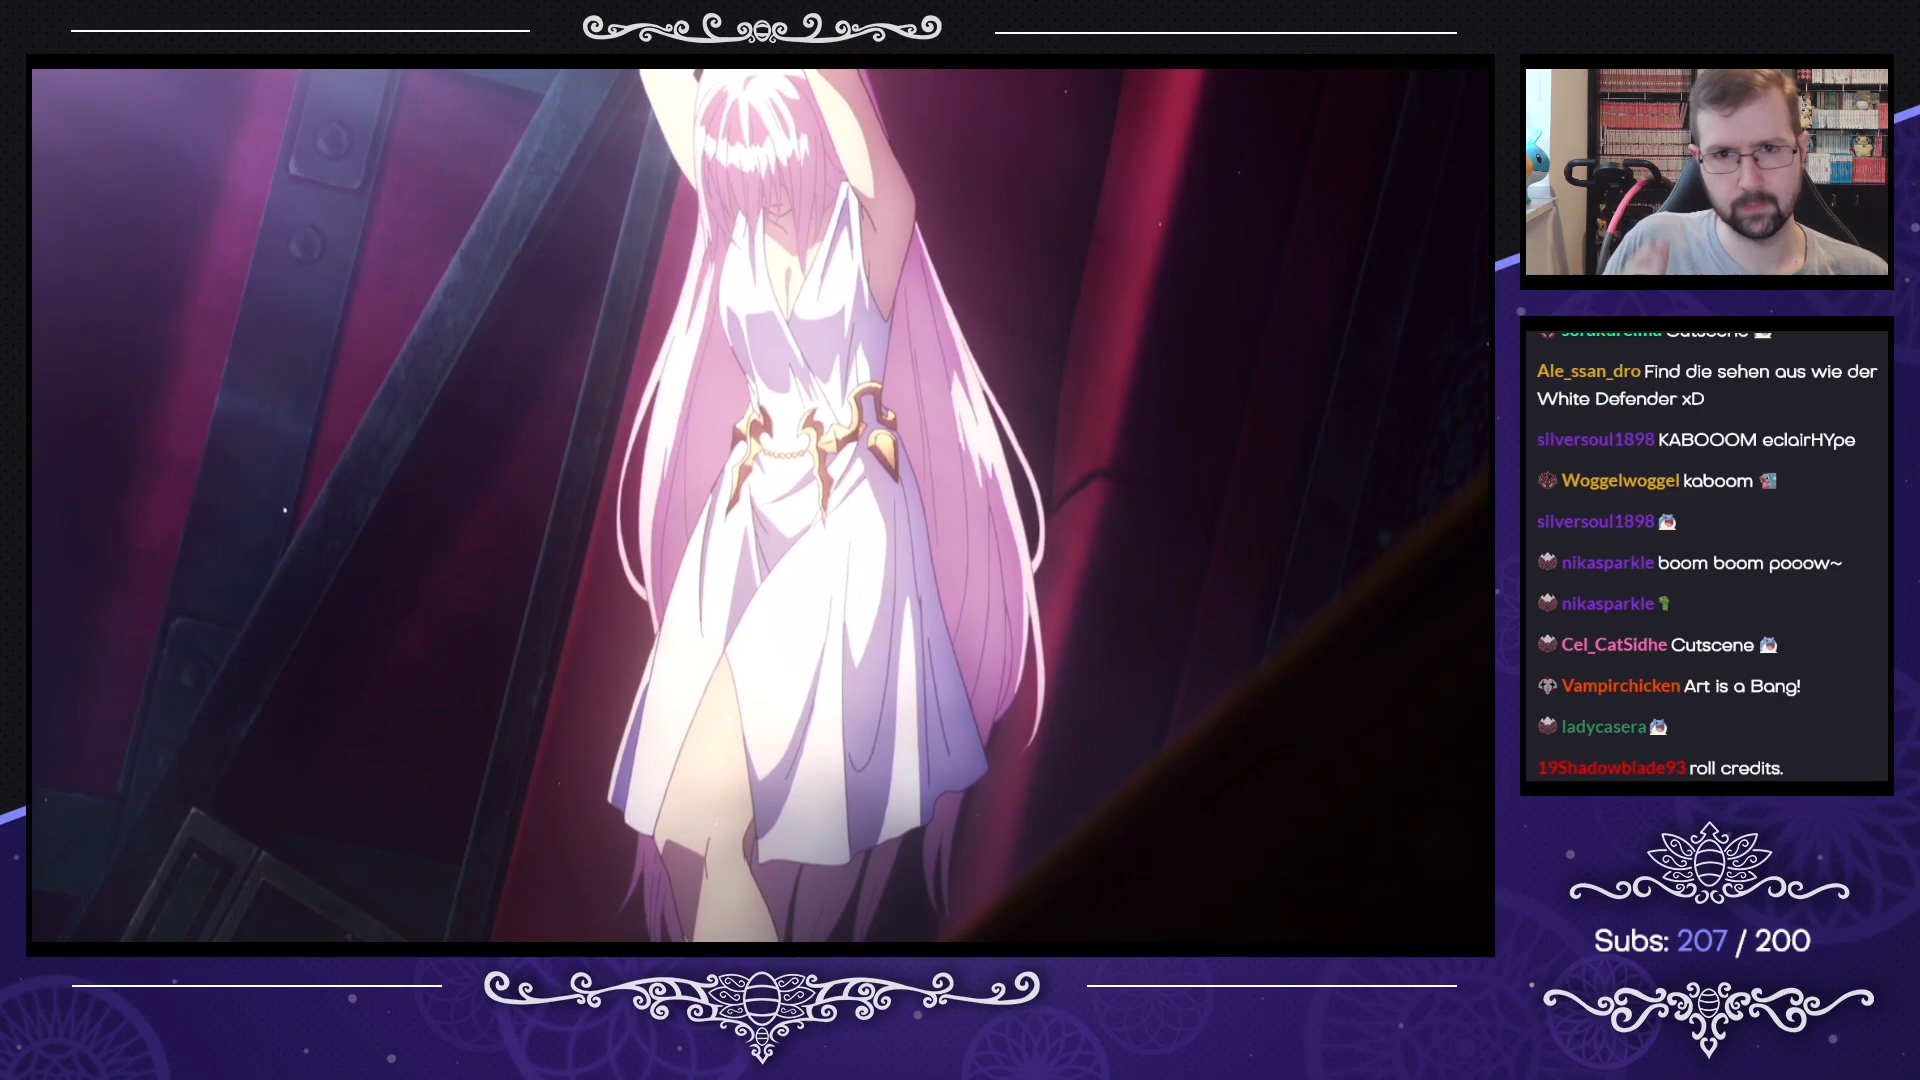 Ale_ssan_dro Find die sehen aus wie der
White Defender xD
silversoul1898 KABOOOM eclairHYpe
Woggelwoggel kaboom
silversoul1898
nikasparkle boom boom pooow~
nikasparkle
Cel_CatSidhe Cutscene
Vampirchicken Art is a Bang!
ladycasera
19Shadowblade93 roll credits.
Subs: 207 / 200